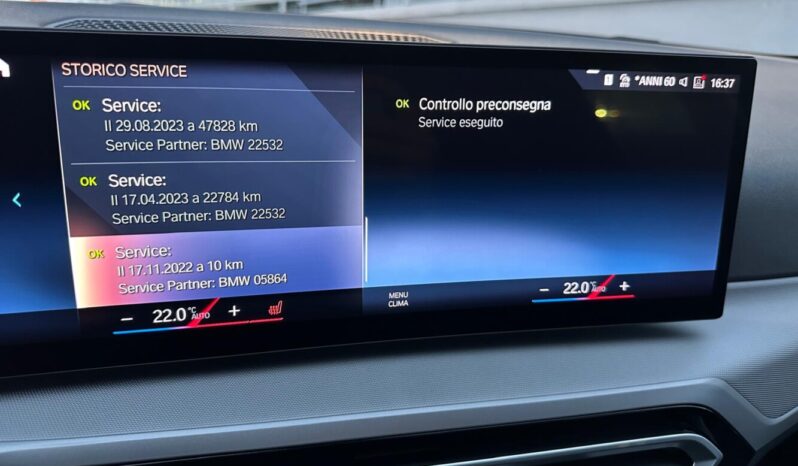 STORICO SERVICE
OK Service:
Il 29.08.2023 a 47828 km
Service Partner: BMW 22532
OK Service:
Il 17.04.2023 a 22784 km
Service Partner: BMW 22532
OK Service:
Il 17.11.2022 a 10 km
Service Partner: BMW 05864
*ANNI 60
16:37
OK Controllo preconsegna
Service eseguito
– 22.0 °C AUTO +
MENU
CLIMA
– 22.0 °C AUTO +